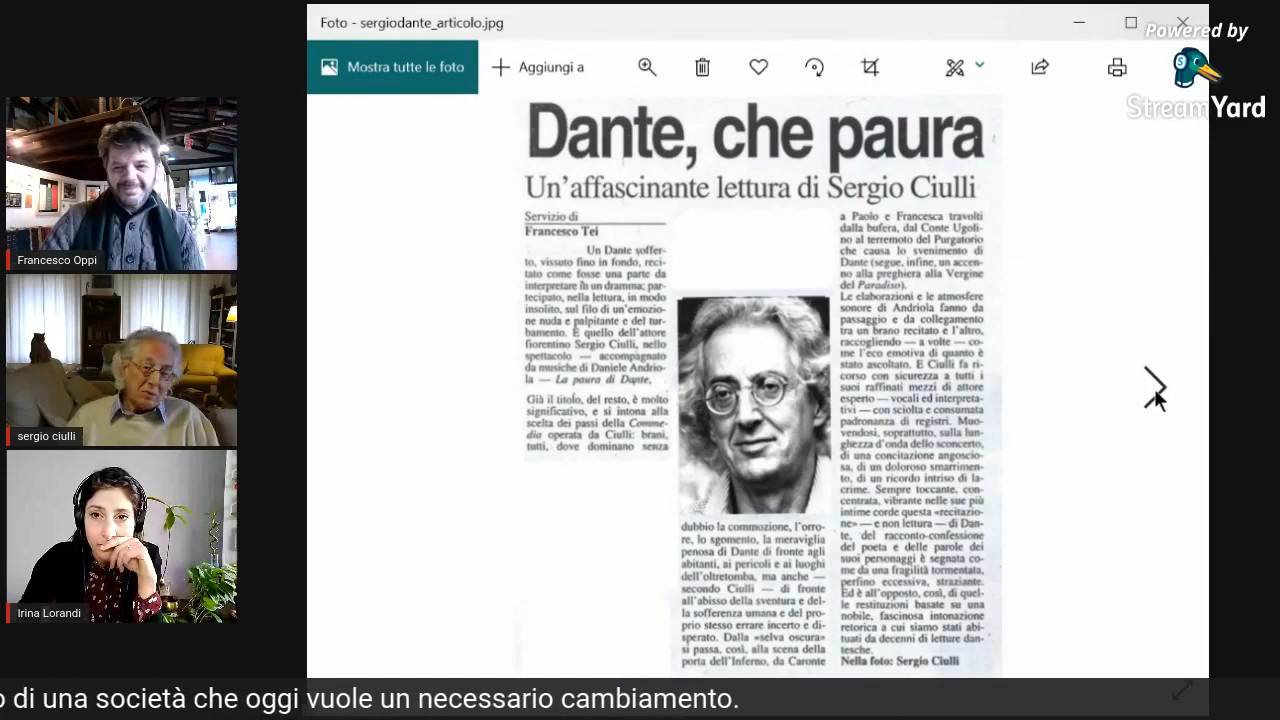 Foto - sergiodante_articolo.jpg
Powered by
StreamYard
Mostra tutte le foto
Aggiungi a
Francesco Oppi
sergio ciulli
Irina Lorandi
Dante, che paura
Un'affascinante lettura di Sergio Ciulli
Servizio di
Francesco Tei
Un Dante soffer-
to, vissuto fino in fondo, reci-
tato come fosse una parte da
interpretare in un dramma; par-
tecipato, nella lettura, in modo
insolito, sul filo di un'emozio-
ne nuda e palpitante e del tur-
bamento. È quello dell'attore
fiorentino Sergio Ciulli, nello
spettacolo — accompagnato
da musiche di Daniele Andrio-
la — La paura di Dante.
Già il titolo, del resto, è molto
significativo, e si intona alla
scelta dei passi della Comme-
dia operata da Ciulli: brani,
tutti, dove dominano senza
dubbio la commozione, l'orro-
re, lo sgomento, la meraviglia
penosa di Dante di fronte agli
abitanti, ai pericoli e ai luoghi
dell'oltretomba, ma anche —
secondo Ciulli — di fronte
all'abisso della sventura e del-
la sofferenza umana e del pro-
prio stesso errare incerto e di-
sperato. Dalla «selva oscura»
si passa, così, alla scena della
porta dell'Inferno, da Caronte
a Paolo e Francesca travolti
dalla bufera, dal Conte Ugoli-
no al terremoto del Purgatorio
che causa lo svenimento di
Dante (segue, infine, un accen-
no alla preghiera alla Vergine
del Paradiso).
Le elaborazioni e le atmosfere
sonore di Andriola fanno da
passaggio e da collegamento
tra un brano recitato e l'altro,
raccogliendo — a volte — co-
me l'eco emotiva di quanto è
stato ascoltato. E Ciulli fa ri-
corso con sicurezza a tutti i
suoi raffinati mezzi di attore
esperto — vocali ed interpreta-
tivi — con sciolta e consumata
padronanza di registri. Muo-
vendosi, soprattutto, sulla lun-
ghezza d'onda dello sconcerto,
di una concitazione angoscio-
sa, di un doloroso smarrimen-
to, di un ricordo intriso di la-
crime. Sempre toccante, con-
centrata, vibrante nelle sue più
intime corde questa «recitazio-
ne» — e non lettura — di Dan-
te, del racconto-confessione
del poeta e delle parole dei
suoi personaggi è segnata co-
me da una fragilità tormentata,
perfino eccessiva, straziante.
Ed è all'opposto, così, di quel-
le restituzioni basate su una
nobile, fascinosa intonazione
retorica a cui siamo stati abi-
tuati da decenni di letture dan-
tesche.
Nella foto: Sergio Ciulli
o di una società che oggi vuole un necessario cambiamento.